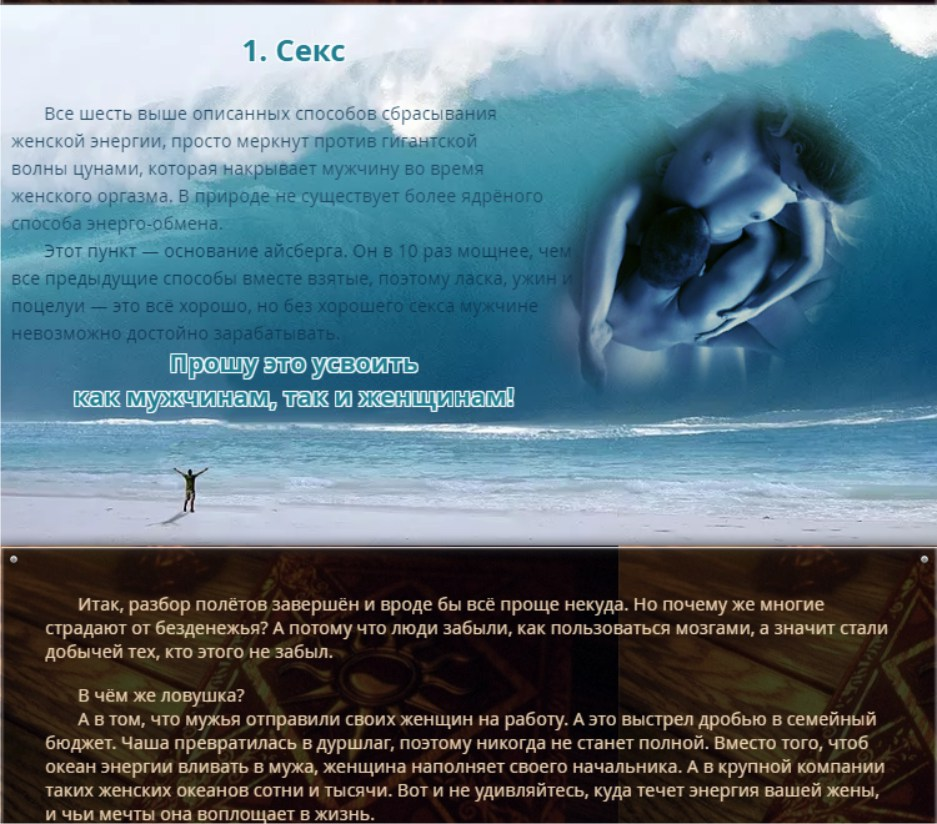 1. Секс
Все шесть выше описанных способов сбрасывания
женской энергии, просто меркнут против гигантской
волны цунами, которая накрывает мужчину во время
женского оргазма. В природе не существует более ядрёного
способа энерго-обмена.
Этот пункт — основание айсберга. Он в 10 раз мощнее, чем
все предыдущие способы вместе взятые, поэтому ласка, ужин и
поцелуи — это всё хорошо, но без хорошего секса мужчине
невозможно достойно зарабатывать.
Прошу это усвоить
как мужчинам, так и женщинам!
Итак, разбор полётов завершён и вроде бы всё проще некуда. Но почему же многие
страдают от безденежья? А потому что люди забыли, как пользоваться мозгами, а значит стали
добычей тех, кто этого не забыл.
В чём же ловушка?
А в том, что мужья отправили своих женщин на работу. А это выстрел дробью в семейный
бюджет. Чаша превратилась в дуршлаг, поэтому никогда не станет полной. Вместо того, чтоб
океан энергии вливать в мужа, женщина наполняет своего начальника. А в крупной компании
таких женских океанов сотни и тысячи. Вот и не удивляйтесь, куда течет энергия вашей жены,
и чьи мечты она воплощает в жизнь.